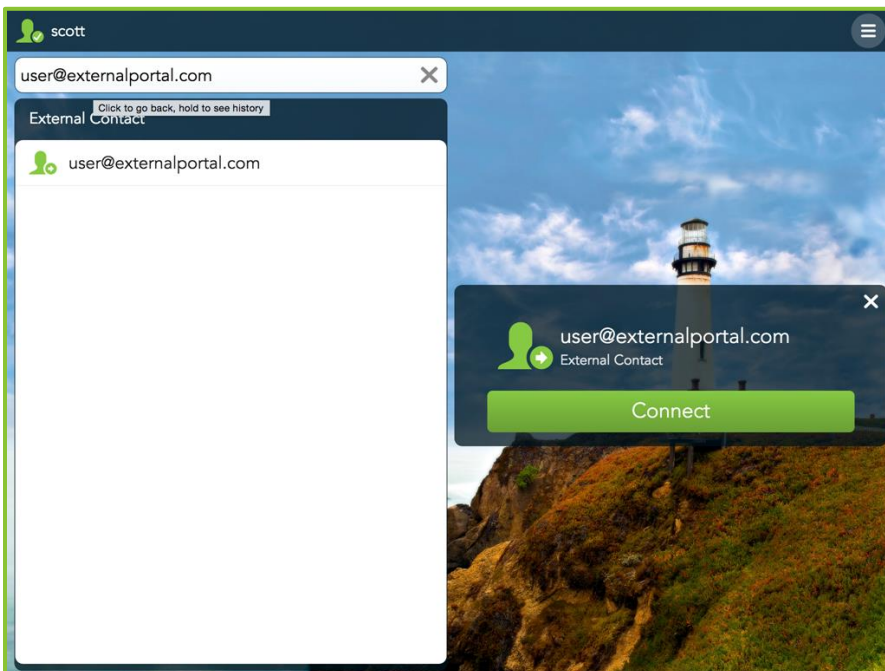 scott
user@externalportal.com
Click to go back, hold to see history
External Contact
user@externalportal.com
user@externalportal.com
External Contact
Connect